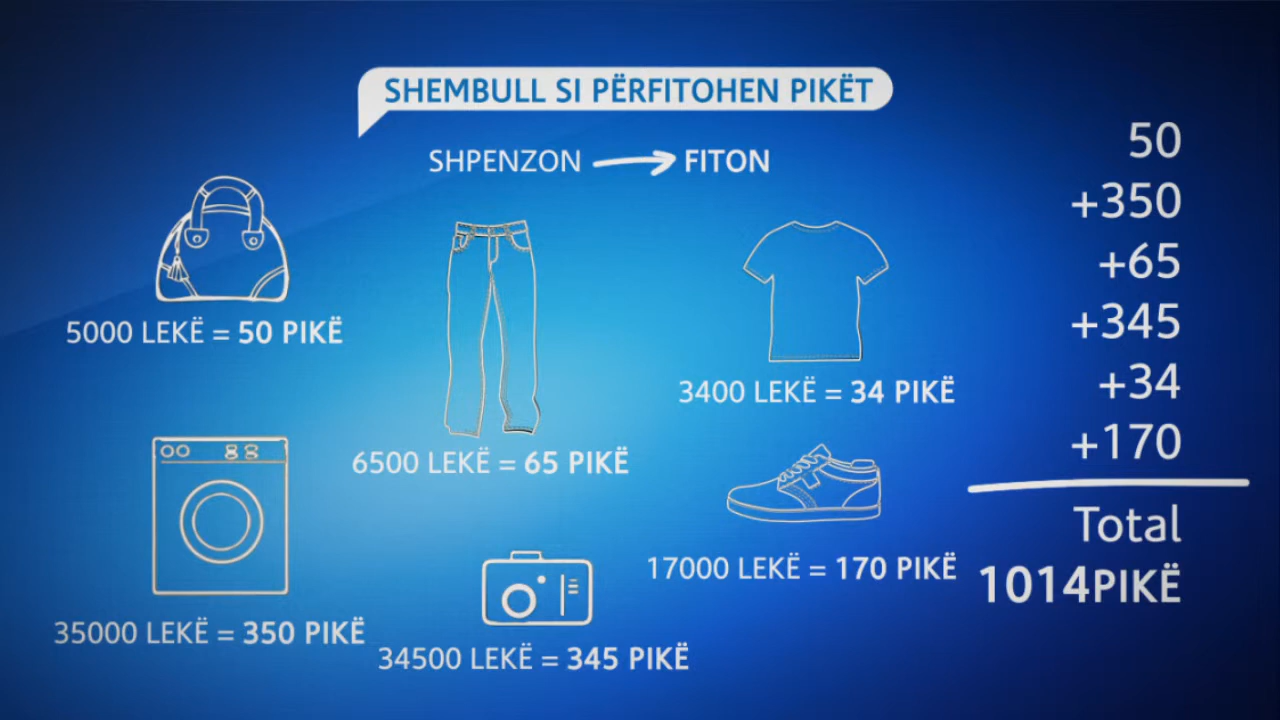 SHEMBULL SI PËRFITOHEN PIKËT
SHPENZON FITON
5000 LEKË = 50 PIKË
35000 LEKË = 350 PIKË
6500 LEKË = 65 PIKË
34500 LEKË = 345 PIKË
3400 LEKË = 34 PIKË
17000 LEKË = 170 PIKË
50
+350
+65
+345
+34
+170
Total
1014PIKË